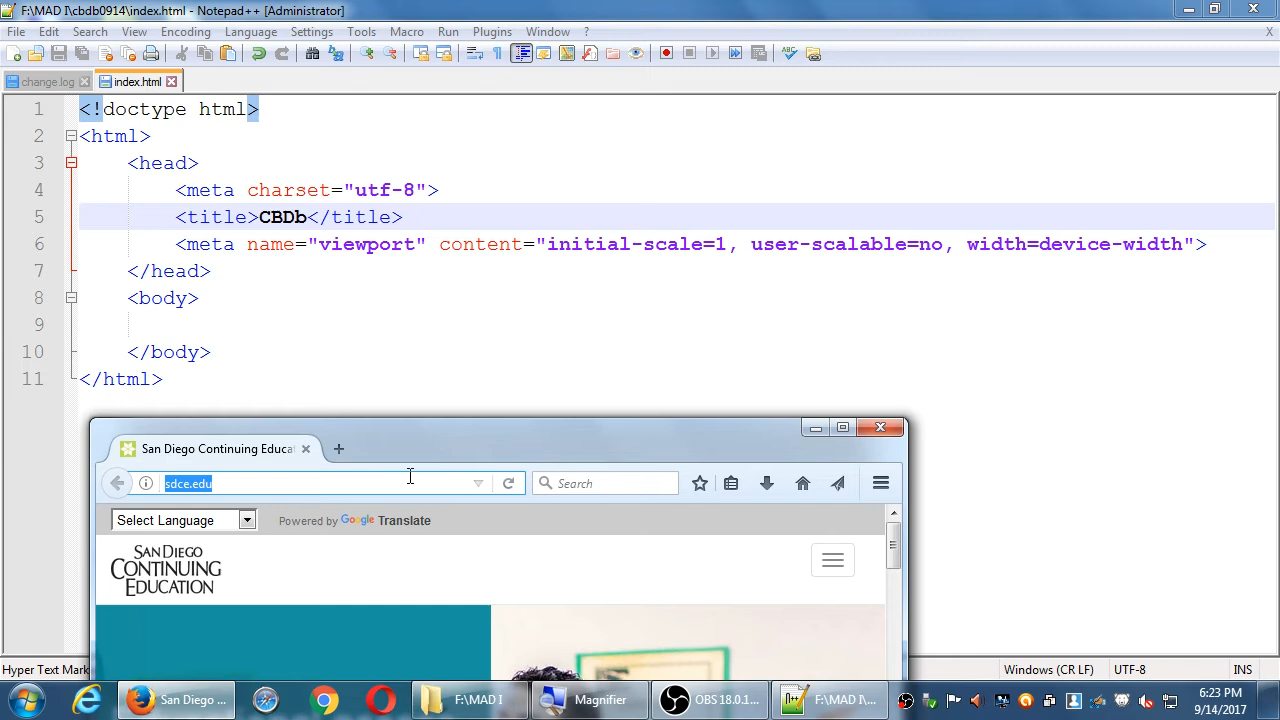 F:\MAD I\cbdb0914\index.html - Notepad++ [Administrator]
File Edit Search View Encoding Language Settings Tools Macro Run Plugins Window ?
change.log index.html
1 <!doctype html>
2 <html>
3 <head>
4 <meta charset="utf-8">
5 <title>CBDb</title>
6 <meta name="viewport" content="initial-scale=1, user-scalable=no, width=device-width">
7 </head>
8 <body>
9
10 </body>
11 </html>
San Diego Continuing Educat
sdce.edu Search
Select Language Powered by Google Translate
SAN DIEGO
CONTINUING
EDUCATION
Hyper Text Mark Windows (CR LF) UTF-8 INS
San Diego ... F:\MAD I Magnifier OBS 18.0.1... F:\MAD I\... 6:23 PM
9/14/2017